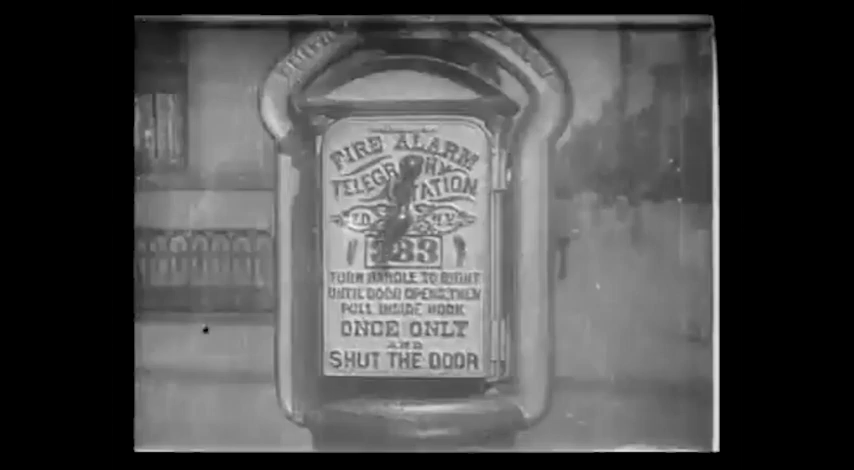 FIRE ALARM
TELEGRAPH
STATION
383
TURN HANDLE TO RIGHT
UNTIL DOOR OPENS, THEN
PULL INSIDE HOOK
ONCE ONLY
AND
SHUT THE DOOR